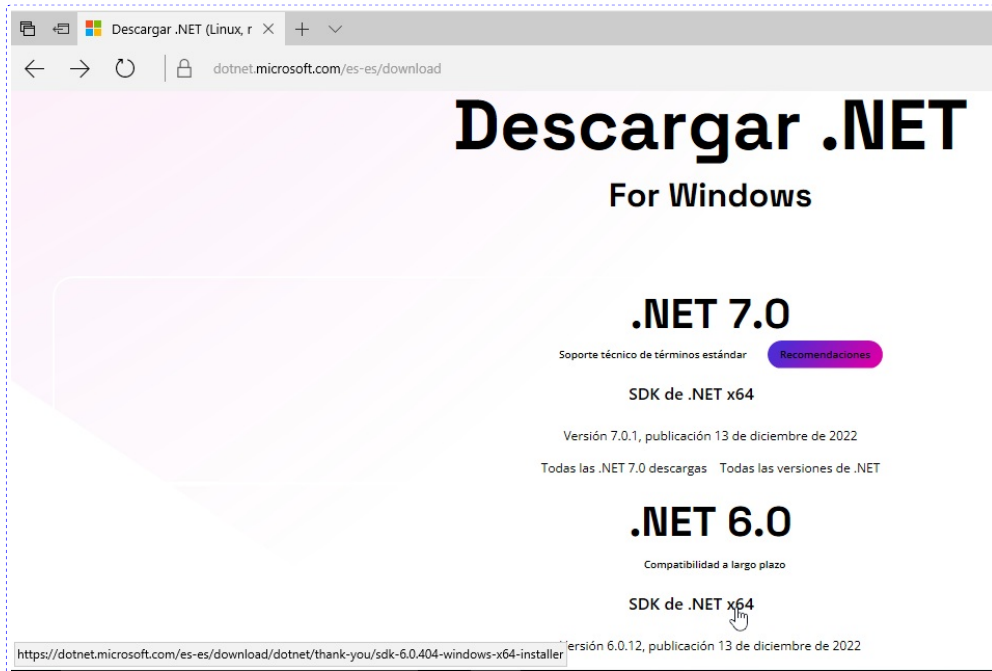 Descargar .NET (Linux, r
dotnet.microsoft.com/es-es/download
Descargar .NET
For Windows
.NET 7.0
Soporte técnico de términos estándar Recomendaciones
SDK de .NET x64
Versión 7.0.1, publicación 13 de diciembre de 2022
Todas las .NET 7.0 descargas Todas las versiones de .NET
.NET 6.0
Compatibilidad a largo plazo
SDK de .NET x64
Versión 6.0.12, publicación 13 de diciembre de 2022
https://dotnet.microsoft.com/es-es/download/dotnet/thank-you/sdk-6.0.404-windows-x64-installer